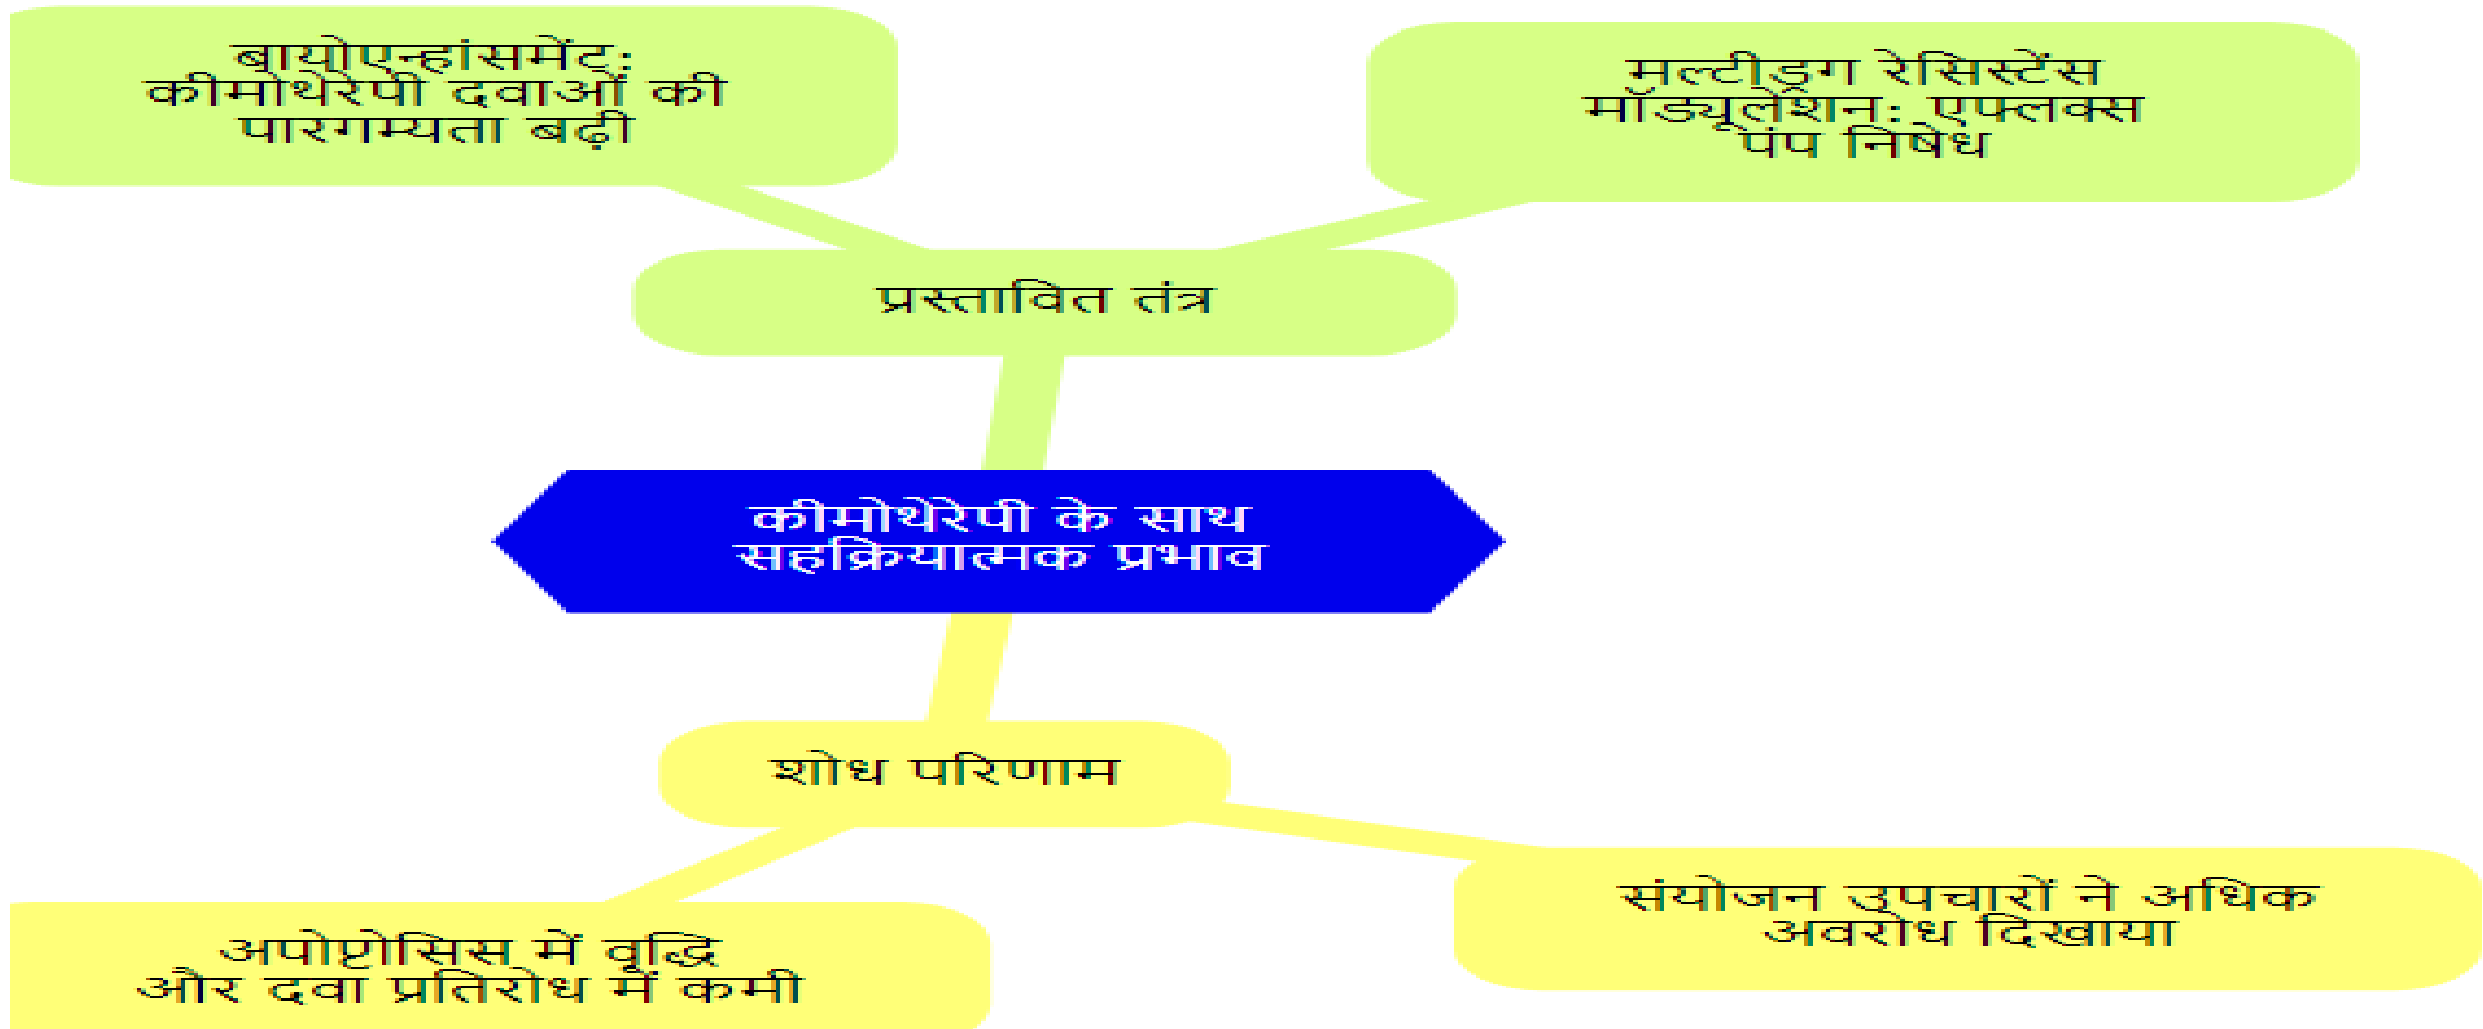 बायोएन्हांसमेंट:
कीमोथेरेपी दवाओं की
पारगम्यता बढ़ी
मल्टीड्रग रेसिस्टेंस
मॉड्यूलेशन: एफ्लक्स
पंप निषेध
प्रस्तावित तंत्र
कीमोथेरेपी के साथ
सहक्रियात्मक प्रभाव
शोध परिणाम
संयोजन उपचारों ने अधिक
अवरोध दिखाया
अपोप्टोसिस में वृद्धि
और दवा प्रतिरोध में कमी